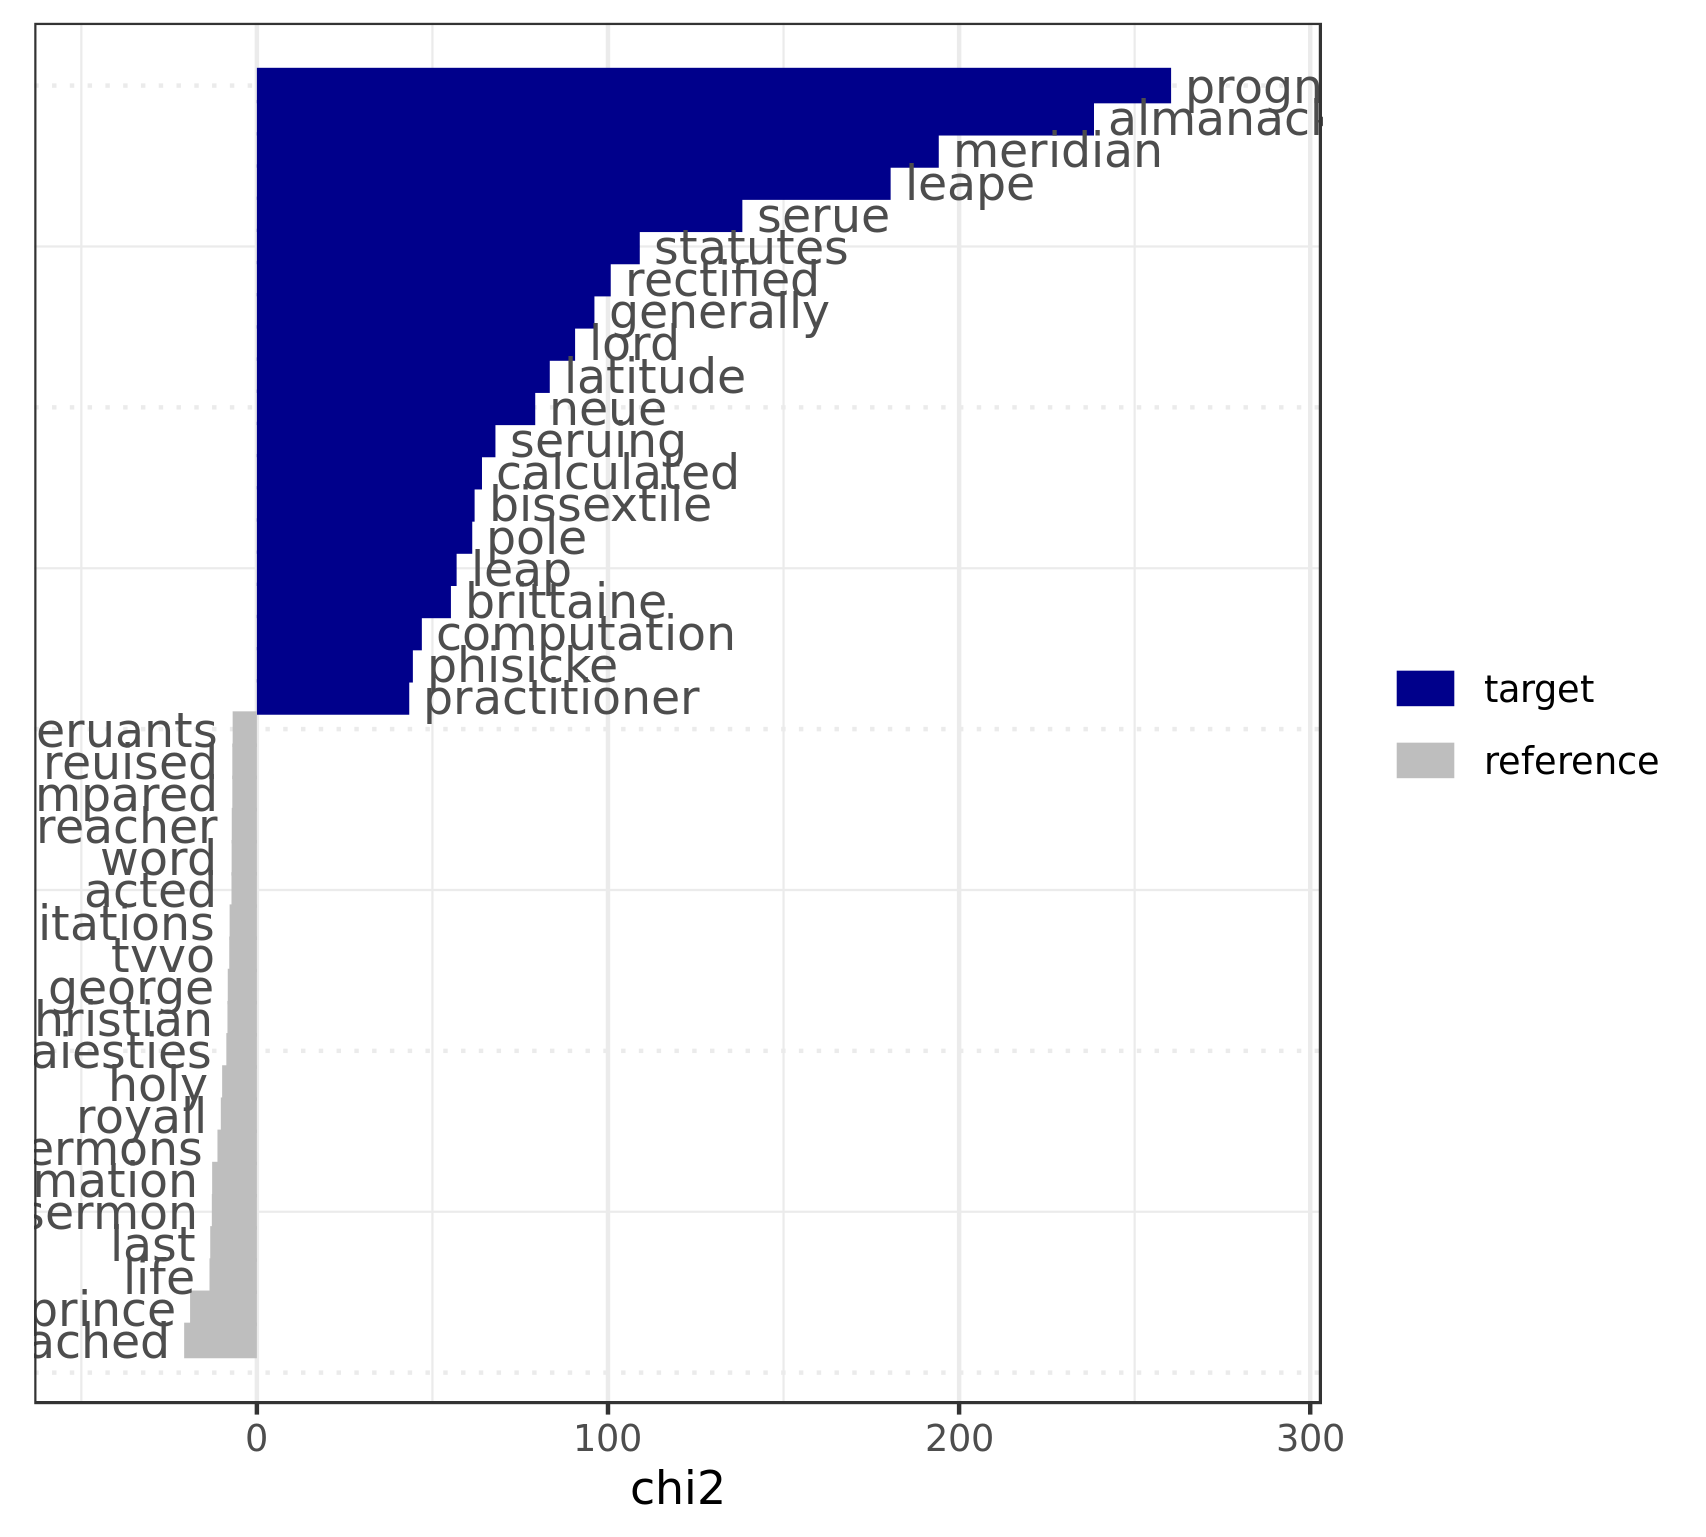 progn
almanack
meridian
leape
serue
statutes
rectified
generally
lord
latitude
neue
seruing
calculated
bissextile
pole
leap
brittaine
computation
phisicke
practitioner
eruants
reuised
mpared
reacher
word
acted
itations
tvvo
george
hristian
aiesties
holy
royall
ermons
mation
sermon
last
life
prince
ached
target
reference
0 100 200 300
chi2